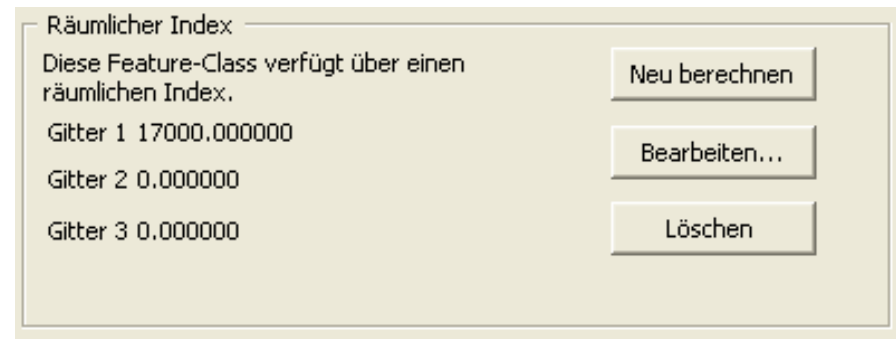 Räumlicher Index
Diese Feature-Class verfügt über einen
räumlichen Index.
Neu berechnen
Gitter 1 17000.000000
Bearbeiten...
Gitter 2 0.000000
Gitter 3 0.000000
Löschen